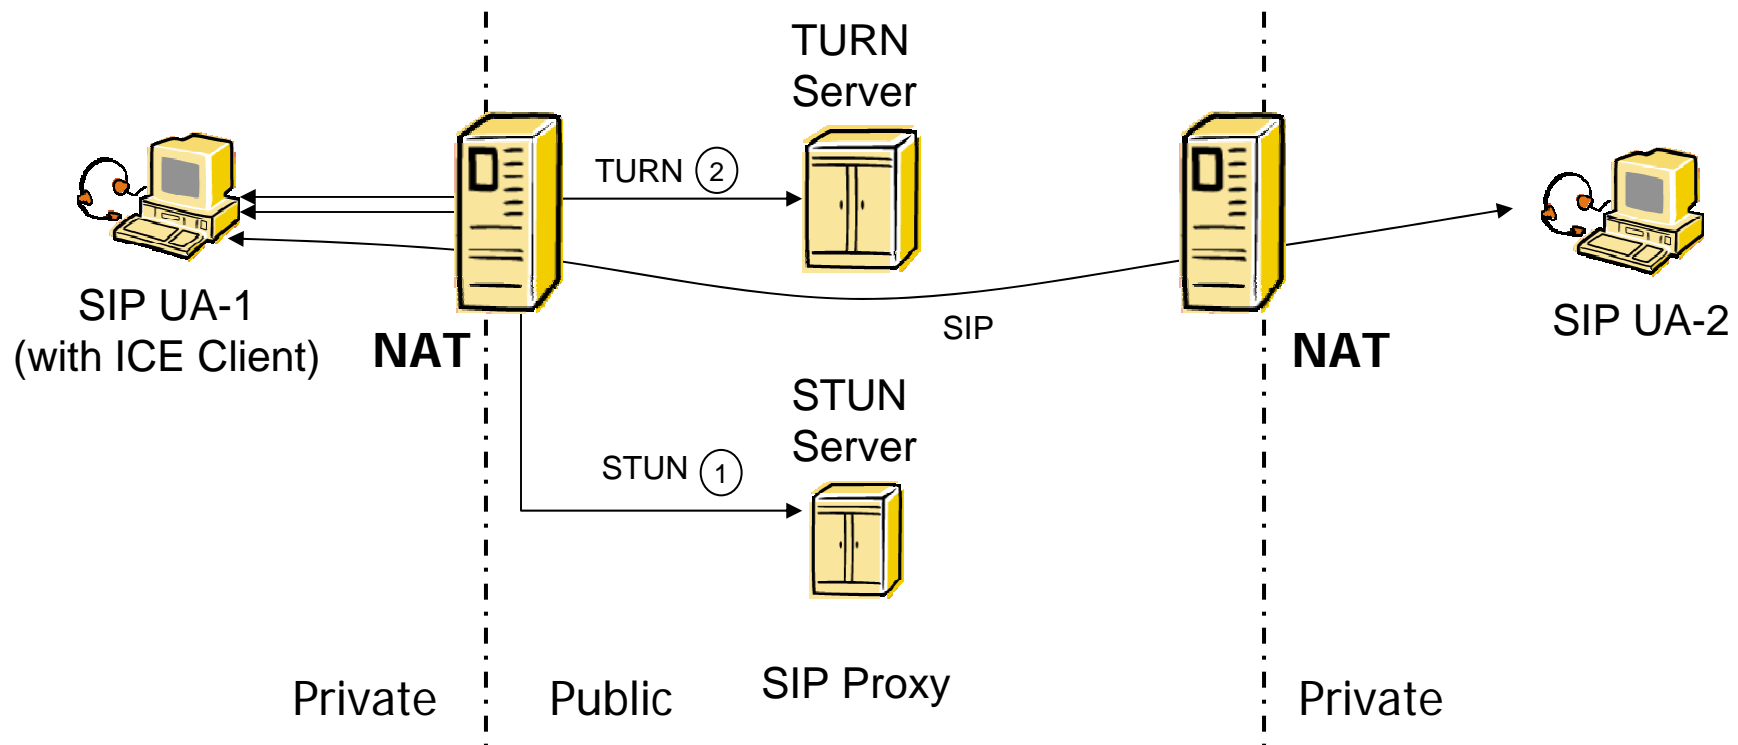 TURN
Server
TURN 2
SIP UA-1
(with ICE Client)
NAT
SIP
NAT
SIP UA-2
STUN
Server
STUN 1
Private
Public
SIP Proxy
Private